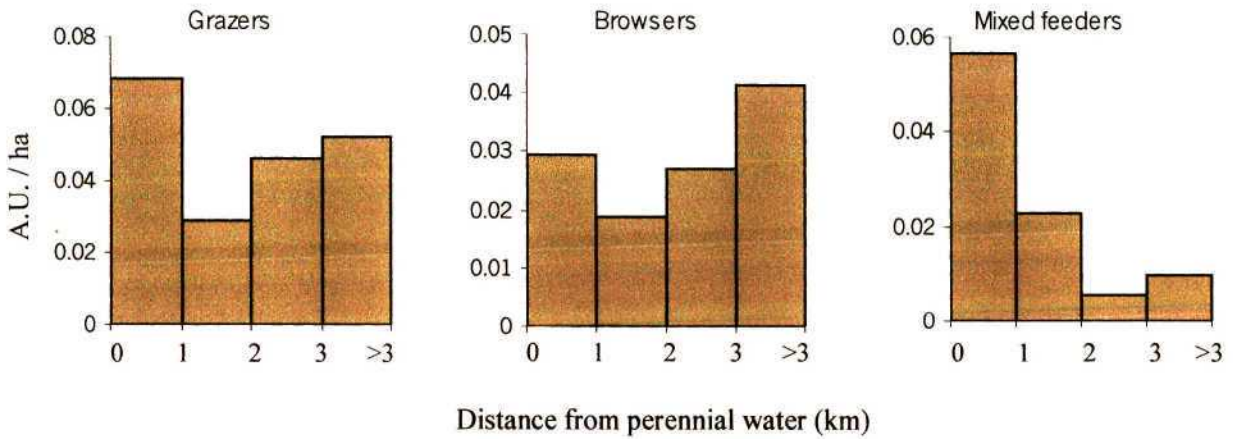 Grazers
0.08
0.06
0.04
0.02
0
0 1 2 3 >3
Browsers
0.05
0.04
0.03
0.02
0.01
0
0 1 2 3 >3
Mixed feeders
0.06
0.04
0.02
0
0 1 2 3 >3
A.U. / ha
Distance from perennial water (km)